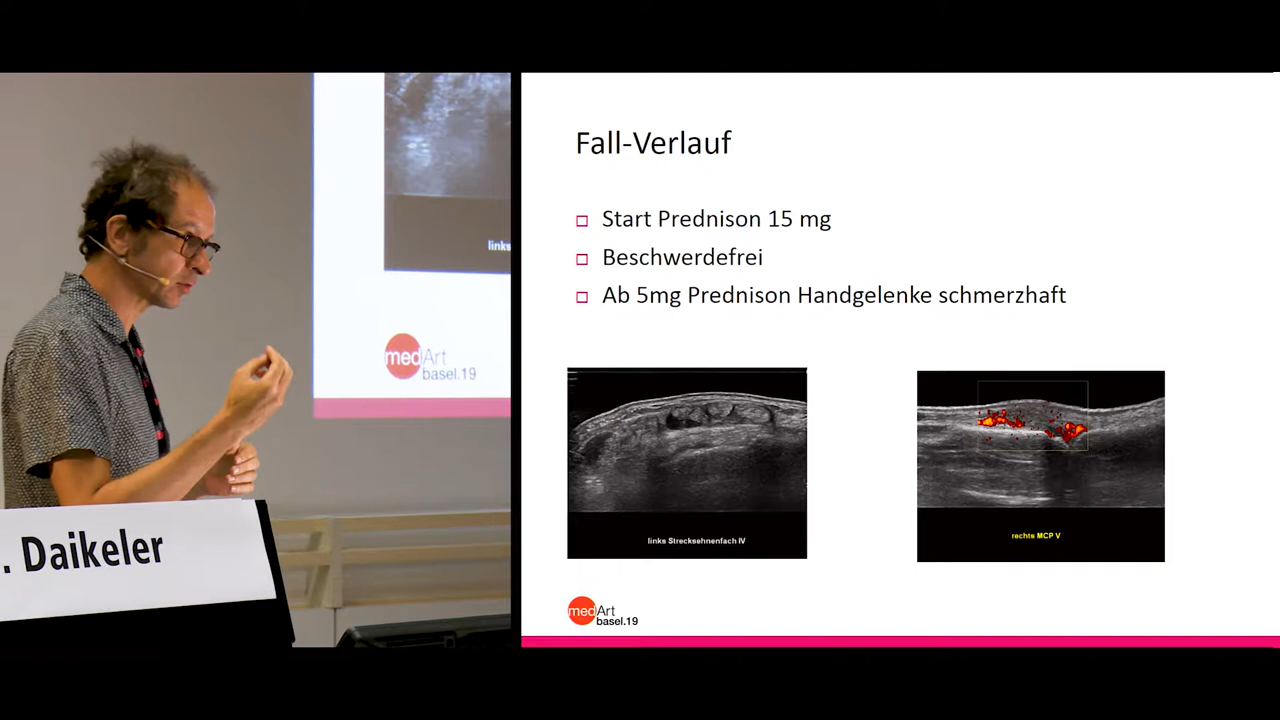 links
medArt
basel.19
. Daikeler
Fall-Verlauf
Start Prednison 15 mg
Beschwerdefrei
Ab 5mg Prednison Handgelenke schmerzhaft
links Strecksehnenfach IV
rechts MCP V
medArt
basel.19